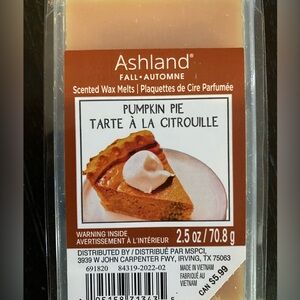 Ashland®
FALL • AUTOMNE
Scented Wax Melts | Plaquettes de Cire Parfumée
PUMPKIN PIE
TARTE À LA CITROUILLE
WARNING INSIDE
AVERTISSEMENT À L'INTÉRIEUR
2.5 oz / 70.8 g
DISTRIBUTED BY / DISTRIBUÉ PAR MSPCI,
3939 W JOHN CARPENTER FWY, IRVING, TX 75063
691820 84319-2022-02
MADE IN VIETNAM
FABRIQUÉ AU
VIETNAM
CAN $5.99